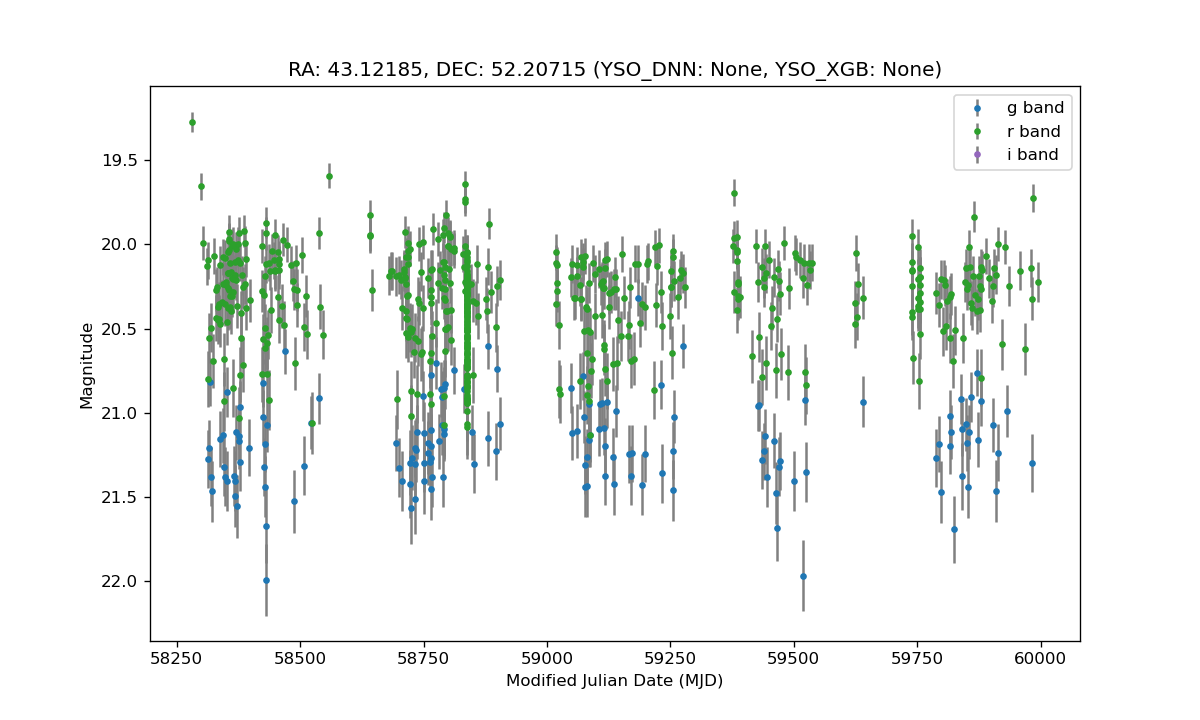 RA: 43.12185, DEC: 52.20715 (YSO_DNN: None, YSO_XGB: None)
g band
r band
i band
19.5
20.0
20.5
21.0
21.5
22.0
Magnitude
58250 58500 58750 59000 59250 59500 59750 60000
Modified Julian Date (MJD)